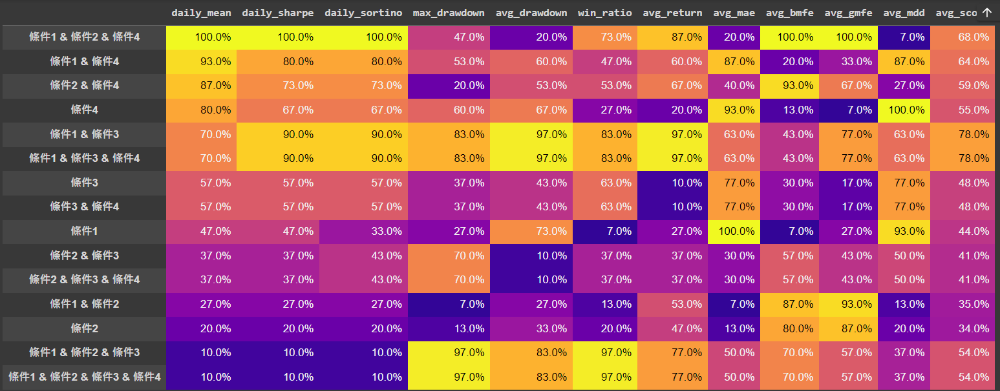 daily_mean daily_sharpe daily_sortino max_drawdown avg_drawdown win_ratio avg_return avg_mae avg_bmfe avg_gmfe avg_mdd avg_sco
條件1 & 條件2 & 條件4 100.0% 100.0% 100.0% 47.0% 20.0% 73.0% 87.0% 20.0% 100.0% 100.0% 7.0% 68.0%
條件1 & 條件4 93.0% 80.0% 80.0% 53.0% 60.0% 47.0% 60.0% 87.0% 20.0% 33.0% 87.0% 64.0%
條件2 & 條件4 87.0% 73.0% 73.0% 20.0% 53.0% 53.0% 67.0% 40.0% 93.0% 67.0% 27.0% 59.0%
條件4 80.0% 67.0% 67.0% 60.0% 67.0% 27.0% 20.0% 93.0% 13.0% 7.0% 100.0% 55.0%
條件1 & 條件3 70.0% 90.0% 90.0% 83.0% 97.0% 83.0% 97.0% 63.0% 43.0% 77.0% 63.0% 78.0%
條件1 & 條件3 & 條件4 70.0% 90.0% 90.0% 83.0% 97.0% 83.0% 97.0% 63.0% 43.0% 77.0% 63.0% 78.0%
條件3 57.0% 57.0% 57.0% 37.0% 43.0% 63.0% 10.0% 77.0% 30.0% 17.0% 77.0% 48.0%
條件3 & 條件4 57.0% 57.0% 57.0% 37.0% 43.0% 63.0% 10.0% 77.0% 30.0% 17.0% 77.0% 48.0%
條件1 47.0% 47.0% 33.0% 27.0% 73.0% 7.0% 27.0% 100.0% 7.0% 27.0% 93.0% 44.0%
條件2 & 條件3 37.0% 37.0% 43.0% 70.0% 10.0% 37.0% 37.0% 30.0% 57.0% 43.0% 50.0% 41.0%
條件2 & 條件3 & 條件4 37.0% 37.0% 43.0% 70.0% 10.0% 37.0% 37.0% 30.0% 57.0% 43.0% 50.0% 41.0%
條件1 & 條件2 27.0% 27.0% 27.0% 7.0% 27.0% 13.0% 53.0% 7.0% 87.0% 93.0% 13.0% 35.0%
條件2 20.0% 20.0% 20.0% 13.0% 33.0% 20.0% 47.0% 13.0% 80.0% 87.0% 20.0% 34.0%
條件1 & 條件2 & 條件3 10.0% 10.0% 10.0% 97.0% 83.0% 97.0% 77.0% 50.0% 70.0% 57.0% 37.0% 54.0%
條件1 & 條件2 & 條件3 & 條件4 10.0% 10.0% 10.0% 97.0% 83.0% 97.0% 77.0% 50.0% 70.0% 57.0% 37.0% 54.0%